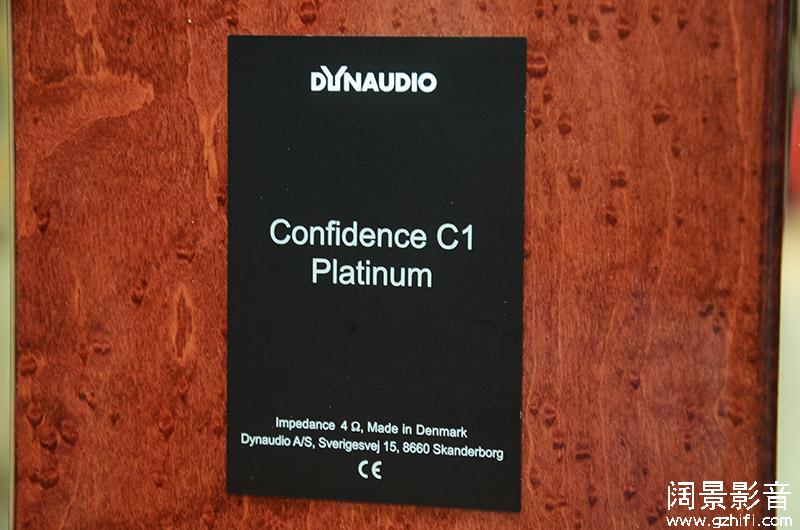 DYNAUDIO
Confidence C1
Platinum
Impedance 4 Ω, Made in Denmark
Dynaudio A/S, Sverigesvej 15, 8660 Skanderborg
CE
阔景影音
www.gzhifi.com